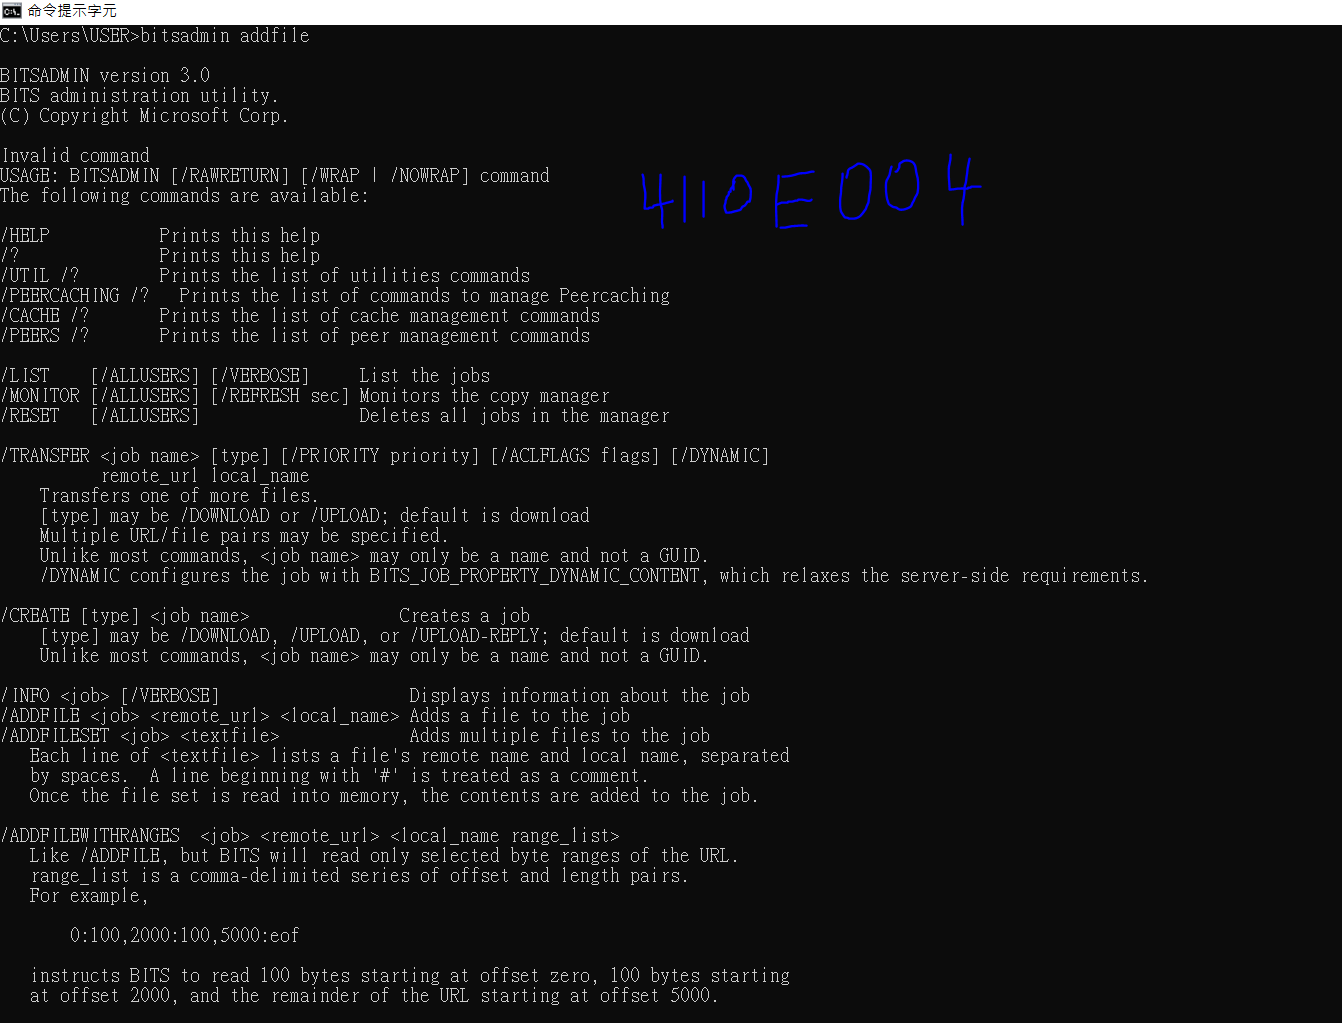 命令提示字元
C:\Users\USER>bitsadmin addfile
BITSADMIN version 3.0
BITS administration utility.
(C) Copyright Microsoft Corp.
Invalid command
USAGE: BITSADMIN [/RAWRETURN] [/WRAP | /NOWRAP] command
The following commands are available:
4110E004
/HELP Prints this help
/? Prints this help
/UTIL /? Prints the list of utilities commands
/PEERCACHING /? Prints the list of commands to manage Peercaching
/CACHE /? Prints the list of cache management commands
/PEERS /? Prints the list of peer management commands
/LIST [/ALLUSERS] [/VERBOSE] List the jobs
/MONITOR [/ALLUSERS] [/REFRESH sec] Monitors the copy manager
/RESET [/ALLUSERS] Deletes all jobs in the manager
/TRANSFER <job name> [type] [/PRIORITY priority] [/ACLFLAGS flags] [/DYNAMIC]
remote_url local_name
Transfers one of more files.
[type] may be /DOWNLOAD or /UPLOAD; default is download
Multiple URL/file pairs may be specified.
Unlike most commands, <job name> may only be a name and not a GUID.
/DYNAMIC configures the job with BITS_JOB_PROPERTY_DYNAMIC_CONTENT, which relaxes the server-side requirements.
/CREATE [type] <job name> Creates a job
[type] may be /DOWNLOAD, /UPLOAD, or /UPLOAD-REPLY; default is download
Unlike most commands, <job name> may only be a name and not a GUID.
/INFO <job> [/VERBOSE] Displays information about the job
/ADDFILE <job> <remote_url> <local_name> Adds a file to the job
/ADDFILESET <job> <textfile> Adds multiple files to the job
Each line of <textfile> lists a file's remote name and local name, separated
by spaces. A line beginning with '#' is treated as a comment.
Once the file set is read into memory, the contents are added to the job.
/ADDFILEWITHRANGES <job> <remote_url> <local_name range_list>
Like /ADDFILE, but BITS will read only selected byte ranges of the URL.
range_list is a comma-delimited series of offset and length pairs.
For example,
0:100,2000:100,5000:eof
instructs BITS to read 100 bytes starting at offset zero, 100 bytes starting
at offset 2000, and the remainder of the URL starting at offset 5000.